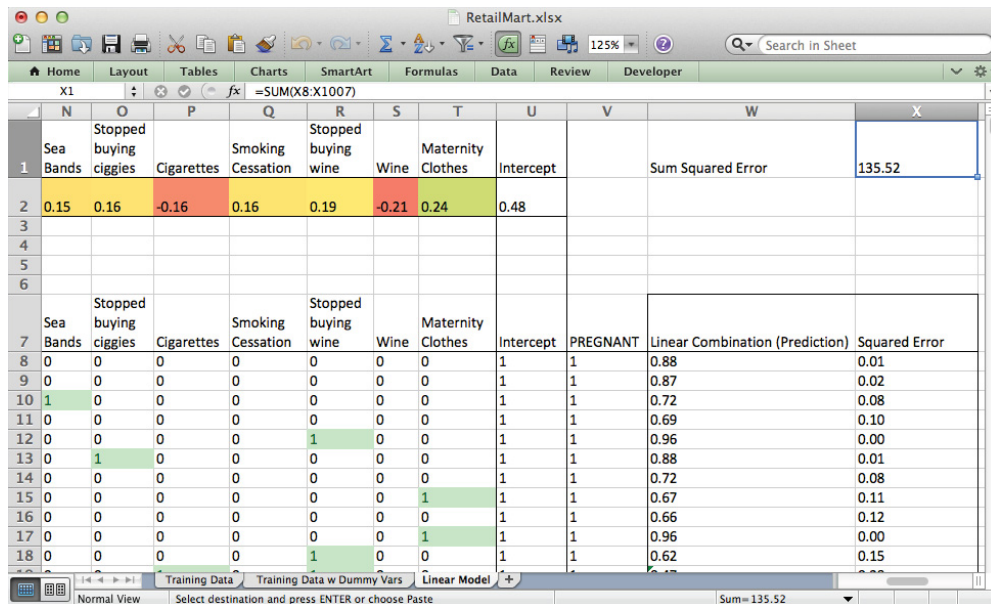 RetailMart.xlsx
125%
Search in Sheet
Home Layout Tables Charts SmartArt Formulas Data Review Developer
X1 fx =SUM(X8:X1007)
N O P Q R S T U V W X
1 Sea Bands Stopped buying ciggies Cigarettes Smoking Cessation Stopped buying wine Wine Maternity Clothes Intercept Sum Squared Error 135.52
2 0.15 0.16 -0.16 0.16 0.19 -0.21 0.24 0.48
3
4
5
6
7 Sea Bands Stopped buying ciggies Cigarettes Smoking Cessation Stopped buying wine Wine Maternity Clothes Intercept PREGNANT Linear Combination (Prediction) Squared Error
8 0 0 0 0 0 0 0 1 1 0.88 0.01
9 0 0 0 0 0 0 0 1 1 0.87 0.02
10 1 0 0 0 0 0 0 1 1 0.72 0.08
11 0 0 0 0 0 0 0 1 1 0.69 0.10
12 0 0 0 0 1 0 0 1 1 0.96 0.00
13 0 1 0 0 0 0 0 1 1 0.88 0.01
14 0 0 0 0 0 0 0 1 1 0.72 0.08
15 0 0 0 0 0 0 1 1 1 0.67 0.11
16 0 0 0 0 0 0 0 1 1 0.66 0.12
17 0 0 0 0 0 0 1 1 1 0.96 0.00
18 0 0 0 0 1 0 0 1 1 0.62 0.15
Training Data Training Data w Dummy Vars Linear Model +
Normal View Select destination and press ENTER or choose Paste Sum=135.52